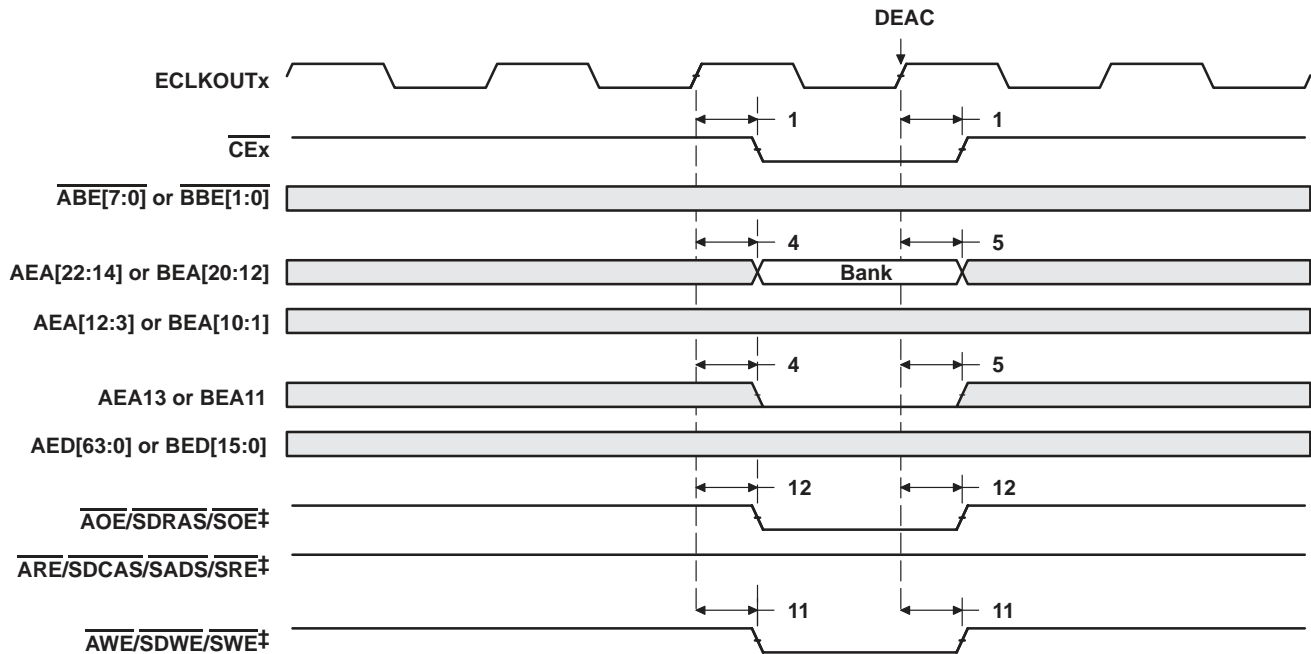 DEAC
ECLKOUTx
1 1
CEx
ABE[7:0] or BBE[1:0]
4 5
AEA[22:14] or BEA[20:12] Bank
AEA[12:3] or BEA[10:1]
4 5
AEA13 or BEA11
AED[63:0] or BED[15:0]
12 12
AOE/SDRAS/SOE‡
ARE/SDCAS/SADS/SRE‡
11 11
AWE/SDWE/SWE‡